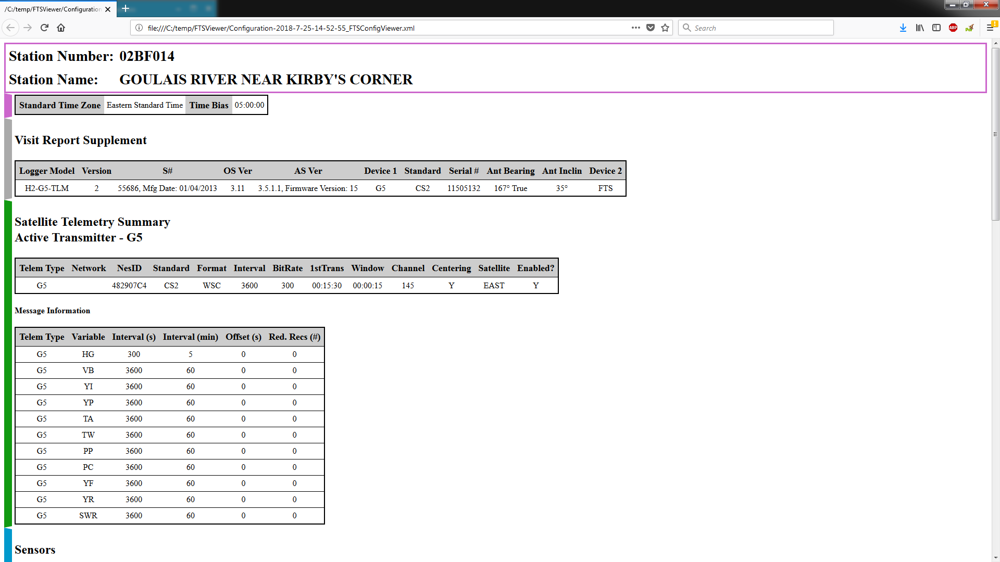 /C:/temp/FTSViewer/Configuration
file:///C:/temp/FTSViewer/Configuration-2018-7-25-14-52-55_FTSConfigViewer.xml
Search
ABP
Station Number: 02BF014
Station Name: GOULAIS RIVER NEAR KIRBY'S CORNER
Standard Time Zone Eastern Standard Time Time Bias 05:00:00
Visit Report Supplement
Logger Model Version S# OS Ver AS Ver Device 1 Standard Serial # Ant Bearing Ant Inclin Device 2
H2-G5-TLM 2 55686, Mfg Date: 01/04/2013 3.11 3.5.1.1, Firmware Version: 15 G5 CS2 11505132 167° True 35° FTS
Satellite Telemetry Summary
Active Transmitter - G5
Telem Type Network NesID Standard Format Interval BitRate 1stTrans Window Channel Centering Satellite Enabled?
G5 482907C4 CS2 WSC 3600 300 00:15:30 00:00:15 145 Y EAST Y
Message Information
Telem Type Variable Interval (s) Interval (min) Offset (s) Red. Recs (#)
G5 HG 300 5 0 0
G5 VB 3600 60 0 0
G5 YI 3600 60 0 0
G5 YP 3600 60 0 0
G5 TA 3600 60 0 0
G5 TW 3600 60 0 0
G5 PP 3600 60 0 0
G5 PC 3600 60 0 0
G5 YF 3600 60 0 0
G5 YR 3600 60 0 0
G5 SWR 3600 60 0 0
Sensors